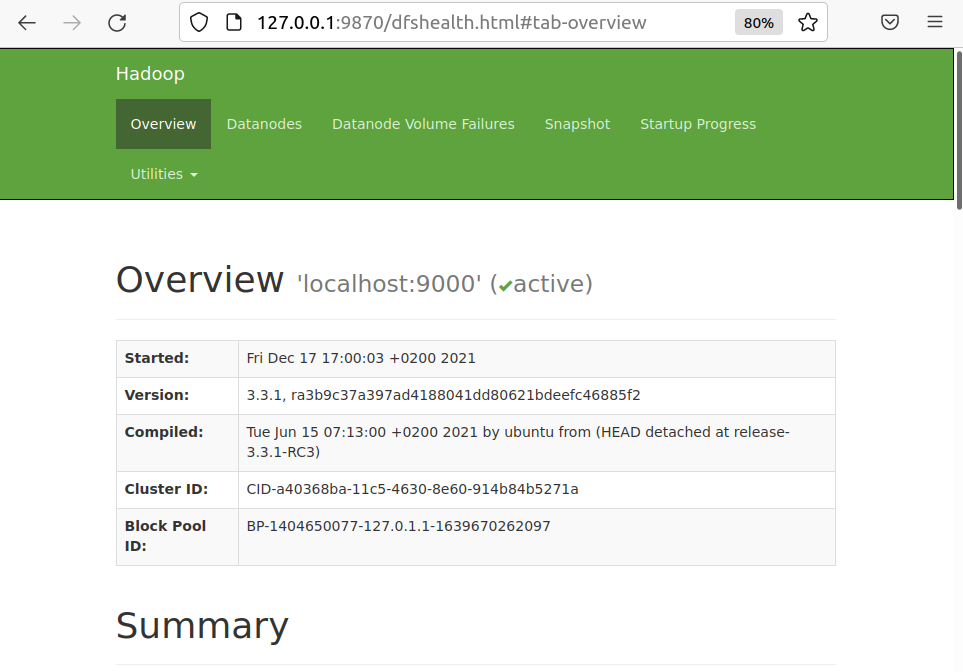 127.0.0.1:9870/dfshealth.html#tab-overview 80%
Hadoop
Overview Datanodes Datanode Volume Failures Snapshot Startup Progress
Utilities
Overview 'localhost:9000' (✔active)
Started: Fri Dec 17 17:00:03 +0200 2021
Version: 3.3.1, ra3b9c37a397ad4188041dd80621bdeefc46885f2
Compiled: Tue Jun 15 07:13:00 +0200 2021 by ubuntu from (HEAD detached at release-
3.3.1-RC3)
Cluster ID: CID-a40368ba-11c5-4630-8e60-914b84b5271a
Block Pool BP-1404650077-127.0.1.1-1639670262097
ID:
Summary